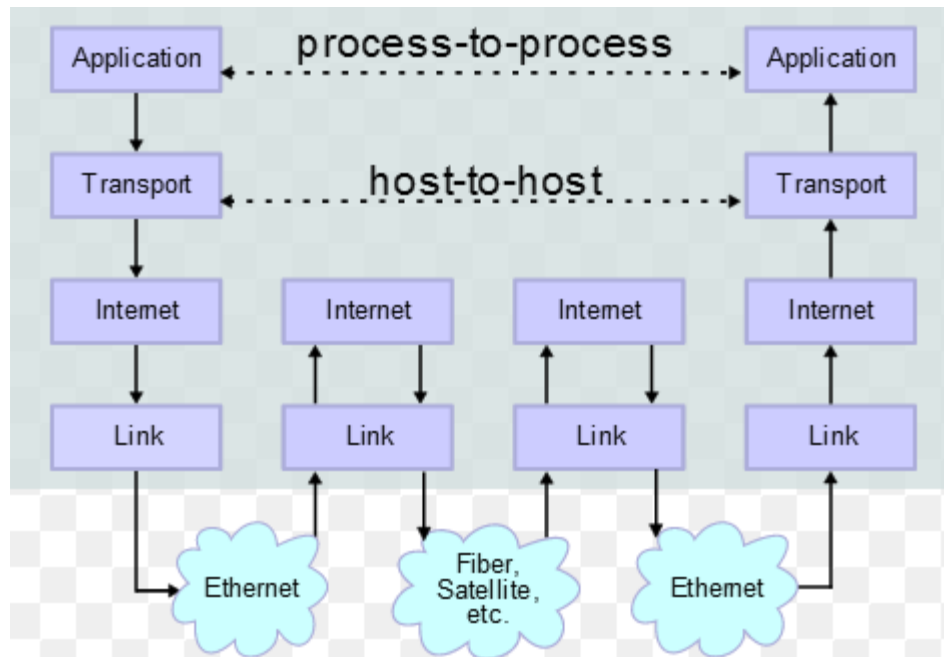 Application
process-to-process
Application
Transport
host-to-host
Transport
Internet
Internet
Internet
Internet
Link
Link
Link
Link
Ethernet
Fiber,
Satellite,
etc.
Ethernet